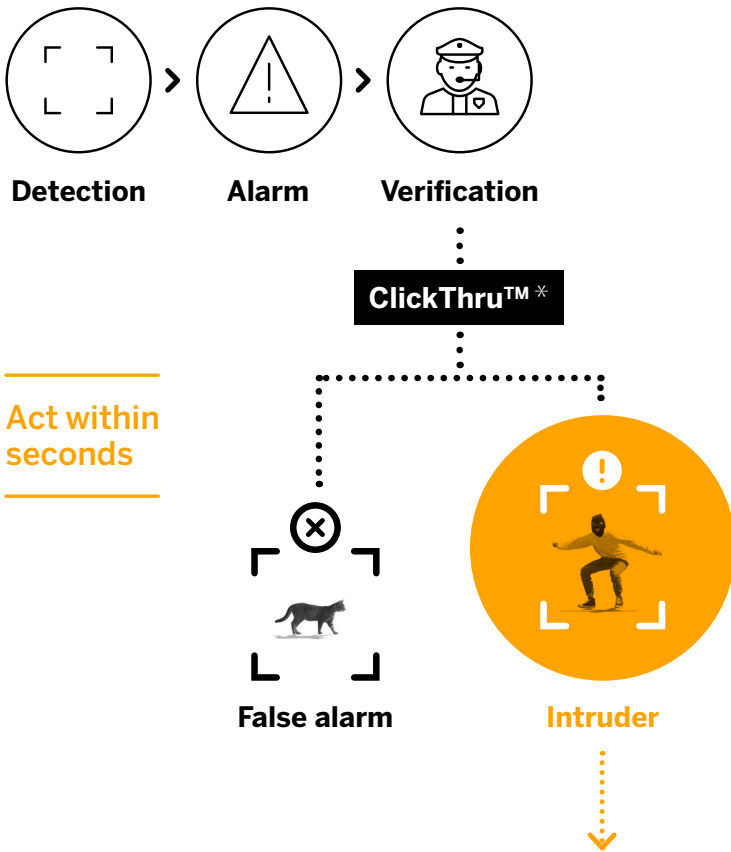 Detection
Alarm
Verification
ClickThru™ *
Act within
seconds
False alarm
Intruder